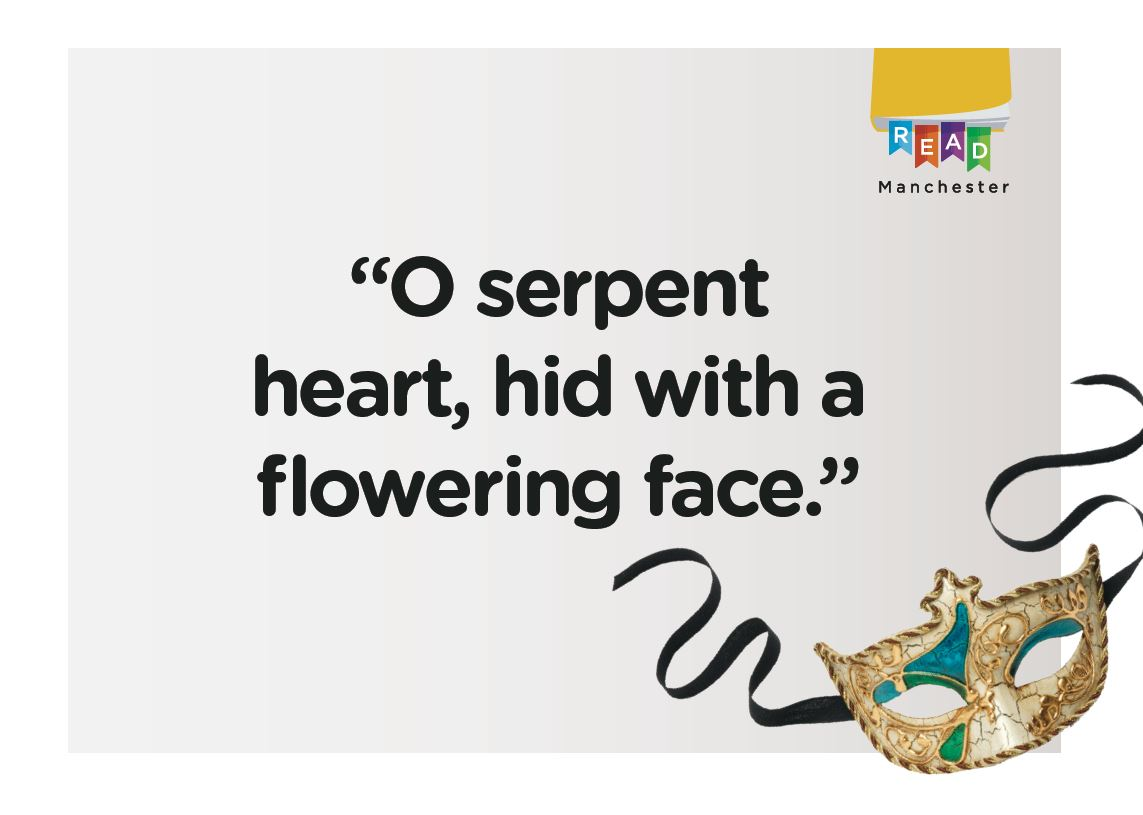 READ
Manchester
“O serpent
heart, hid with a
flowering face.”